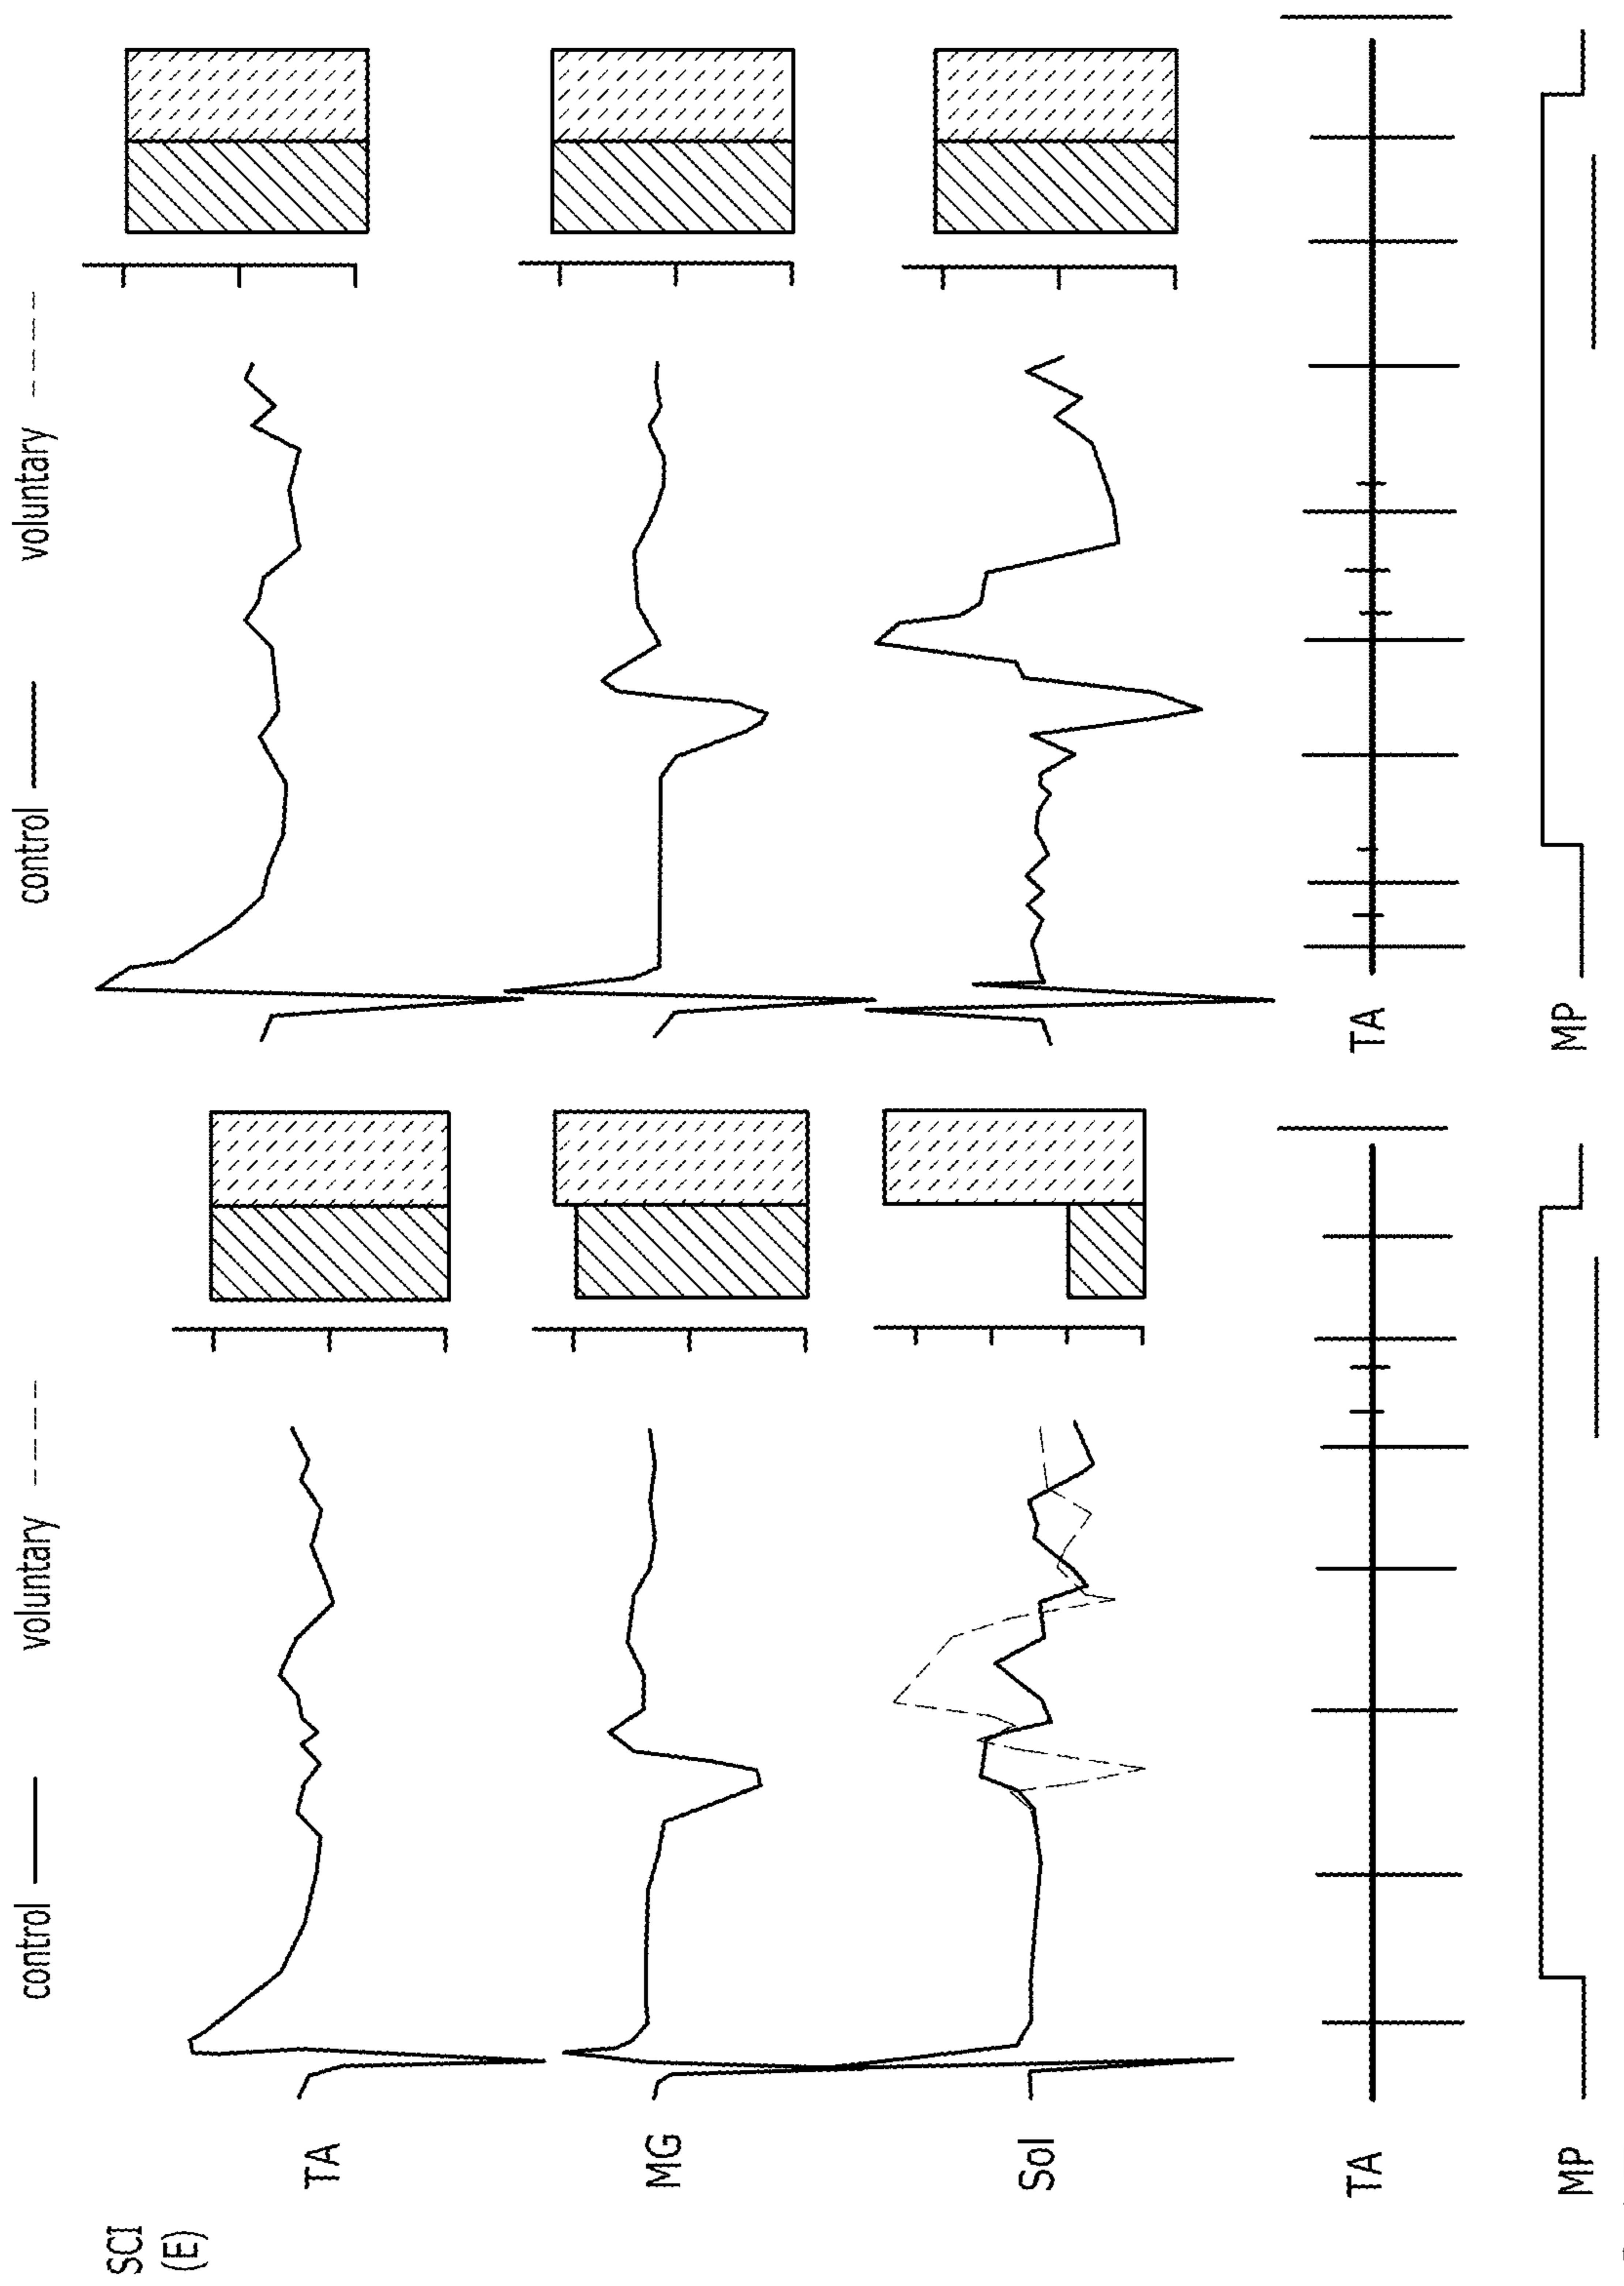 SCI
(E)
control
voluntary
control
voluntary
TA
MG
Sol
TA
TA
MP
MP